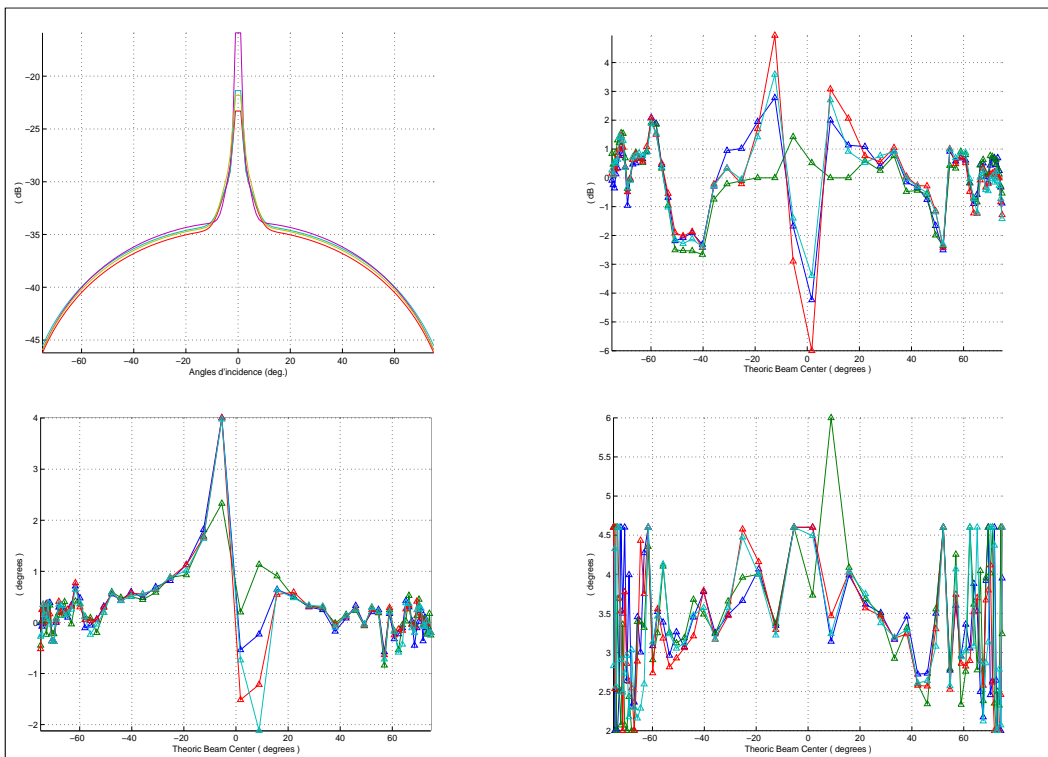 −20
−25
−30
−35
−40
−45
( dB)
−60 −40 −20 0 20 40 60
Angles d'incidence (deg.)
4
3
2
1
0
−1
−2
−3
−4
−5
−6
( dB )
−60 −40 −20 0 20 40 60
Theoric Beam Center ( degrees )
4
3
2
1
0
−1
−2
( degrees)
−60 −40 −20 0 20 40 60
Theoric Beam Center ( degrees )
6
5.5
5
4.5
4
3.5
3
2.5
2
( degrees)
−60 −40 −20 0 20 40 60
Theoric Beam Center ( degrees )